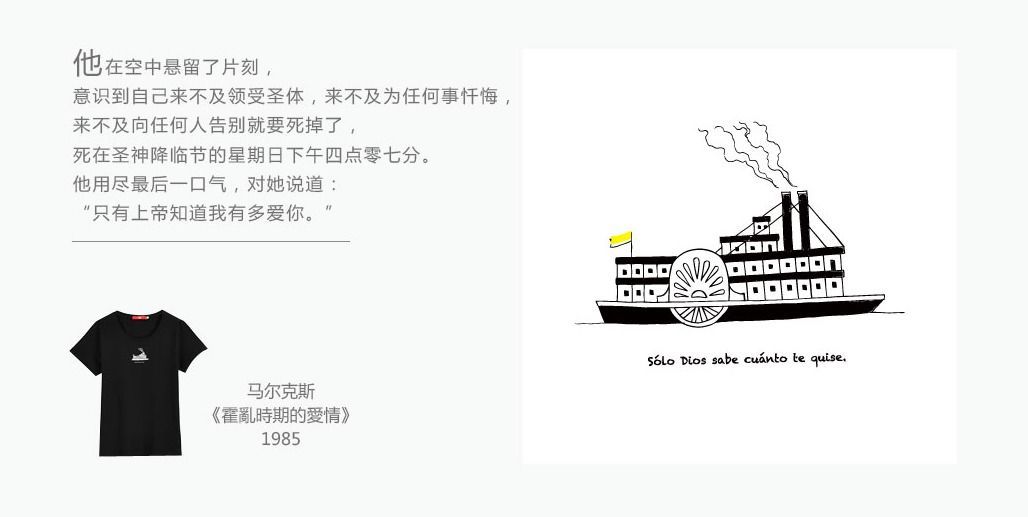 他在空中悬留了片刻，
意识到自己来不及领受圣体，来不及为任何事忏悔，
来不及向任何人告别就要死掉了，
死在圣神降临节的星期日下午四点零七分。
他用尽最后一口气，对她说道：
“只有上帝知道我有多爱你。”
马尔克斯
《霍亂時期的愛情》
1985
Sólo Dios sabe cuánto te quise.